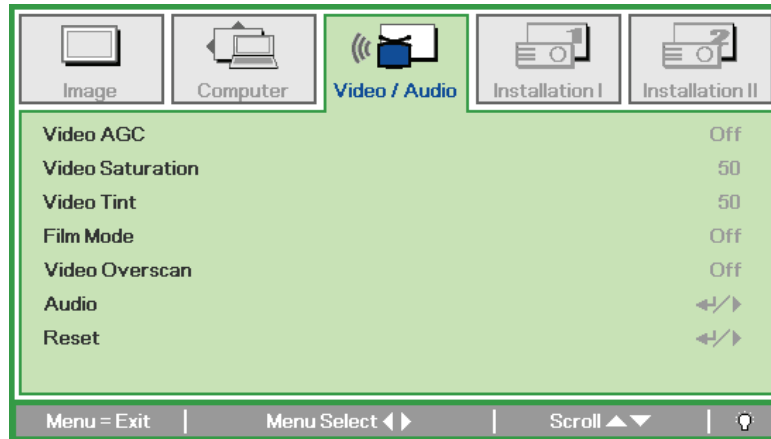 Image Computer Video / Audio Installation I Installation II
Video AGC Off
Video Saturation 50
Video Tint 50
Film Mode Off
Video Overscan Off
Audio
Reset
Menu = Exit Menu Select Scroll